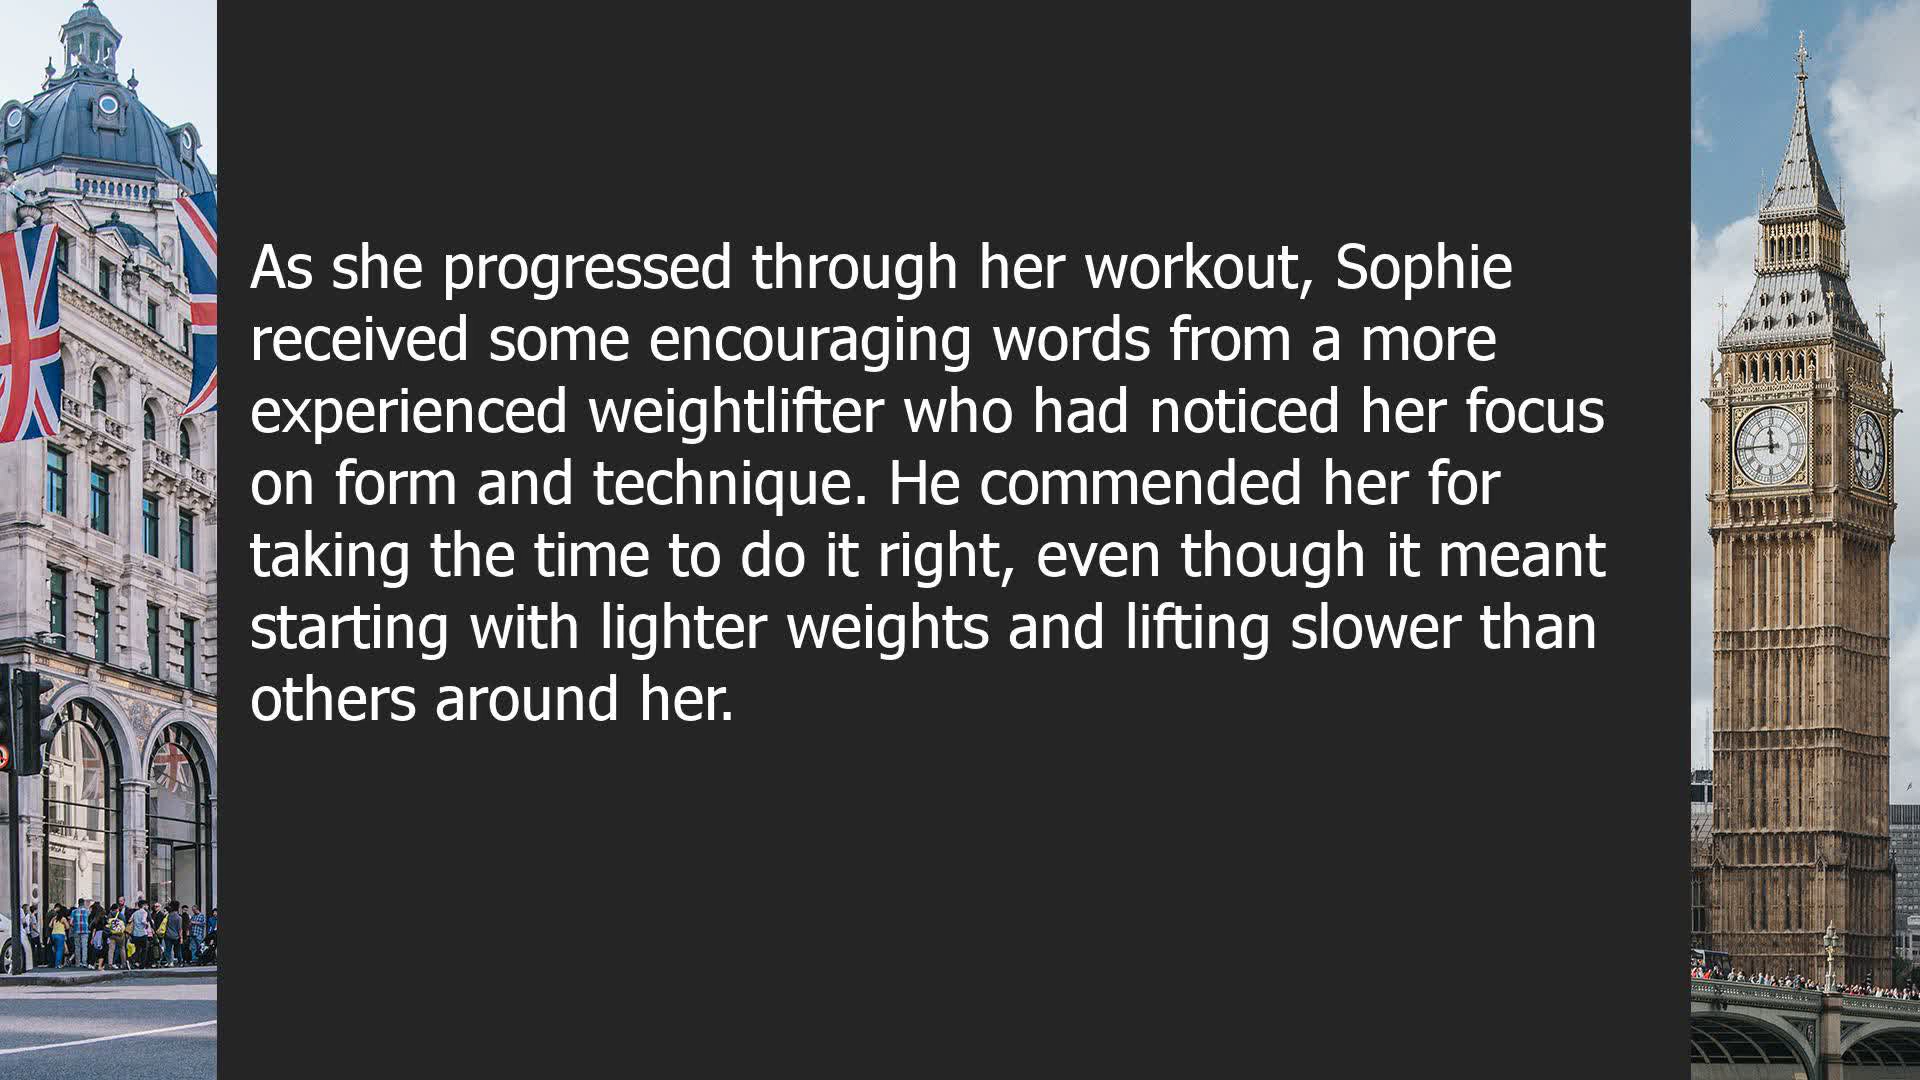 As she progressed through her workout, Sophie
received some encouraging words from a more
experienced weightlifter who had noticed her focus
on form and technique. He commended her for
taking the time to do it right, even though it meant
starting with lighter weights and lifting slower than
others around her.